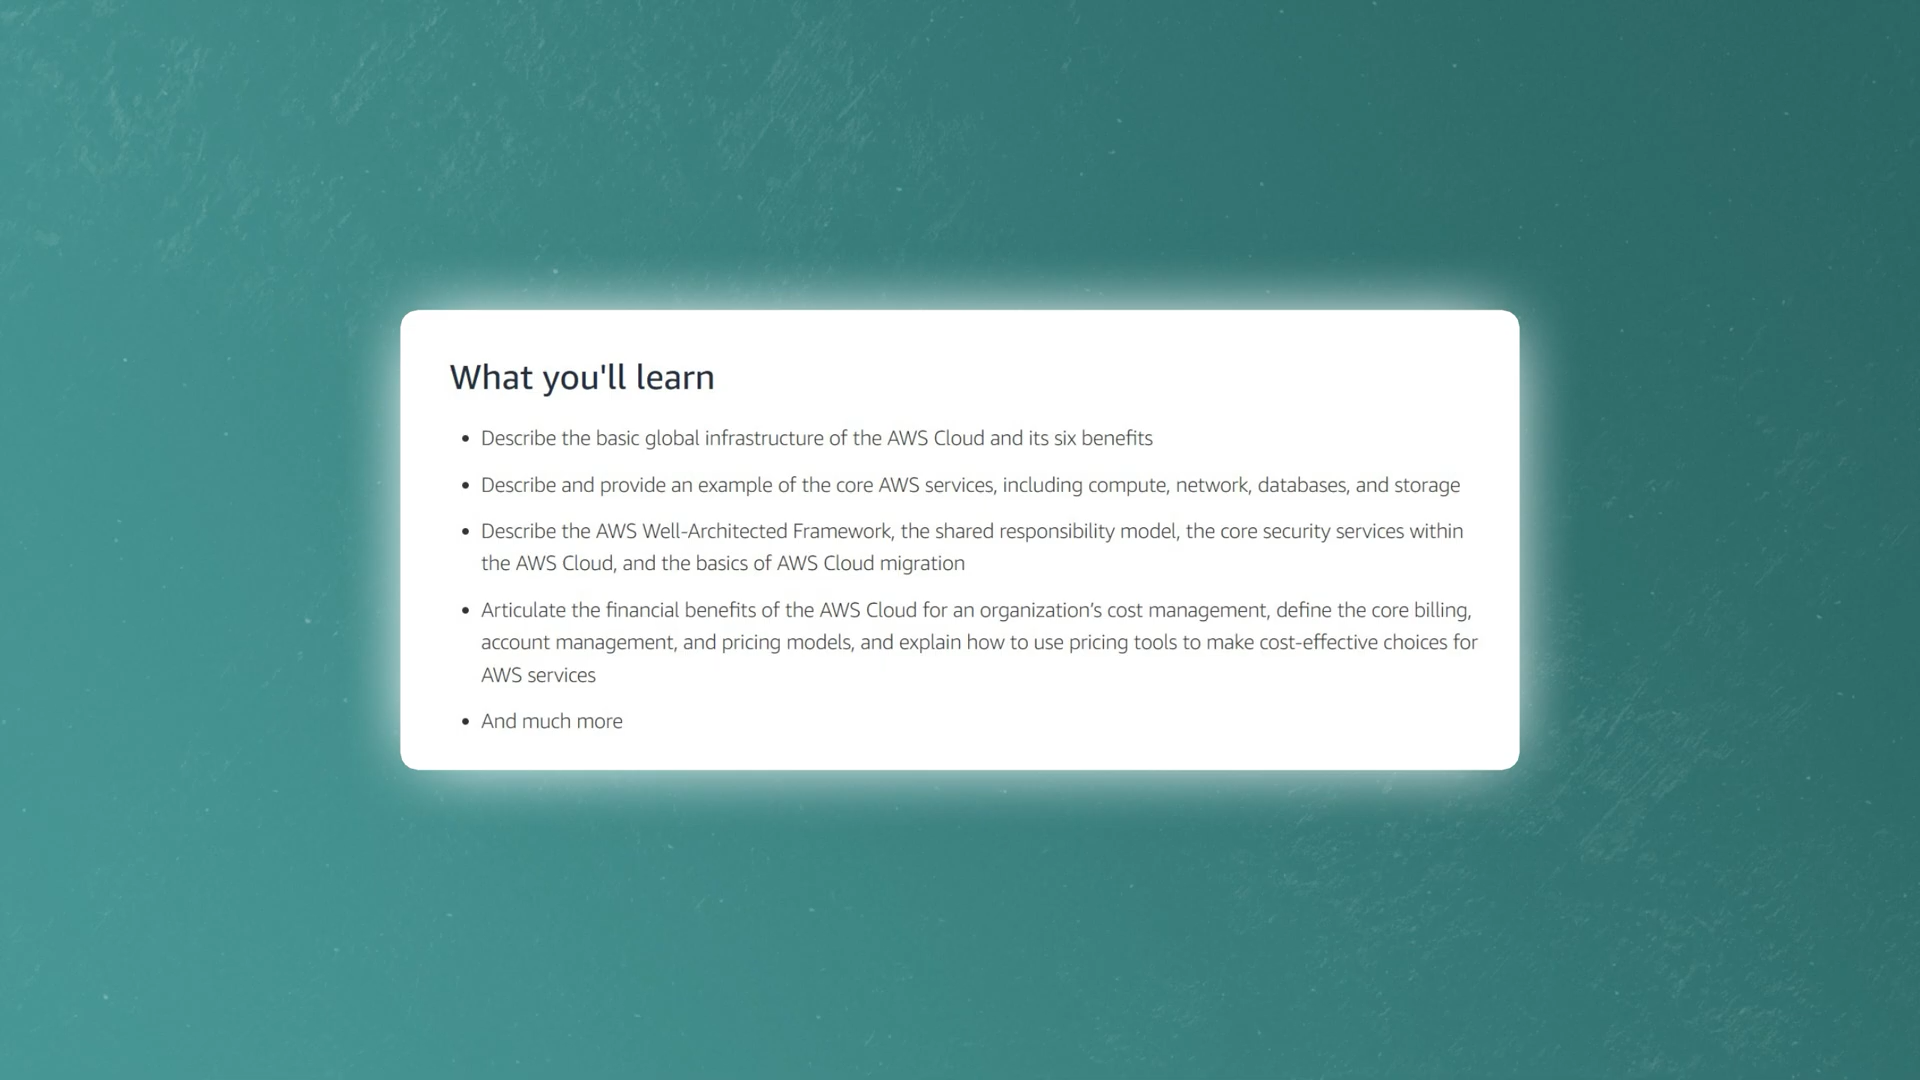 What you'll learn
• Describe the basic global infrastructure of the AWS Cloud and its six benefits
• Describe and provide an example of the core AWS services, including compute, network, databases, and storage
• Describe the AWS Well-Architected Framework, the shared responsibility model, the core security services within
the AWS Cloud, and the basics of AWS Cloud migration
• Articulate the financial benefits of the AWS Cloud for an organization’s cost management, define the core billing,
account management, and pricing models, and explain how to use pricing tools to make cost-effective choices for
AWS services
• And much more